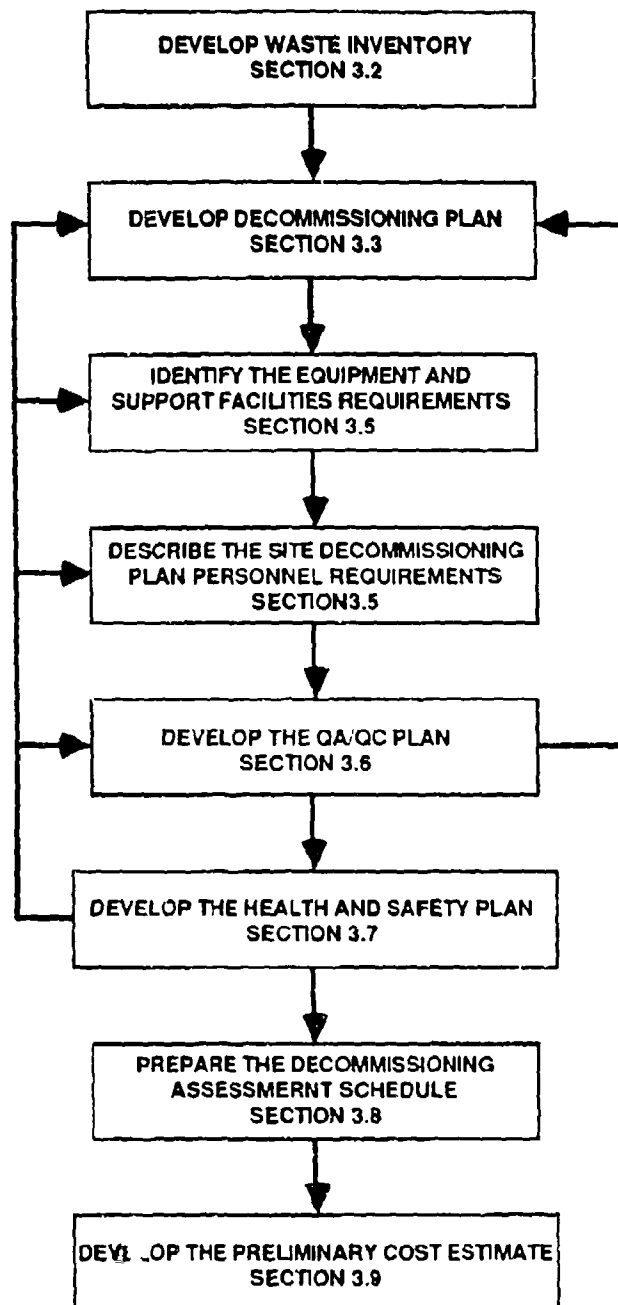 DEVELOP WASTE INVENTORY
SECTION 3.2
DEVELOP DECOMMISSIONING PLAN
SECTION 3.3
IDENTIFY THE EQUIPMENT AND
SUPPORT FACILITIES REQUIREMENTS
SECTION 3.5
DESCRIBE THE SITE DECOMMISSIONING
PLAN PERSONNEL REQUIREMENTS
SECTION3.5
DEVELOP THE QA/QC PLAN
SECTION 3.6
DEVELOP THE HEALTH AND SAFETY PLAN
SECTION 3.7
PREPARE THE DECOMMISSIONING
ASSESSMERNT SCHEDULE
SECTION 3.8
DEVELOP THE PRELIMINARY COST ESTIMATE
SECTION 3.9